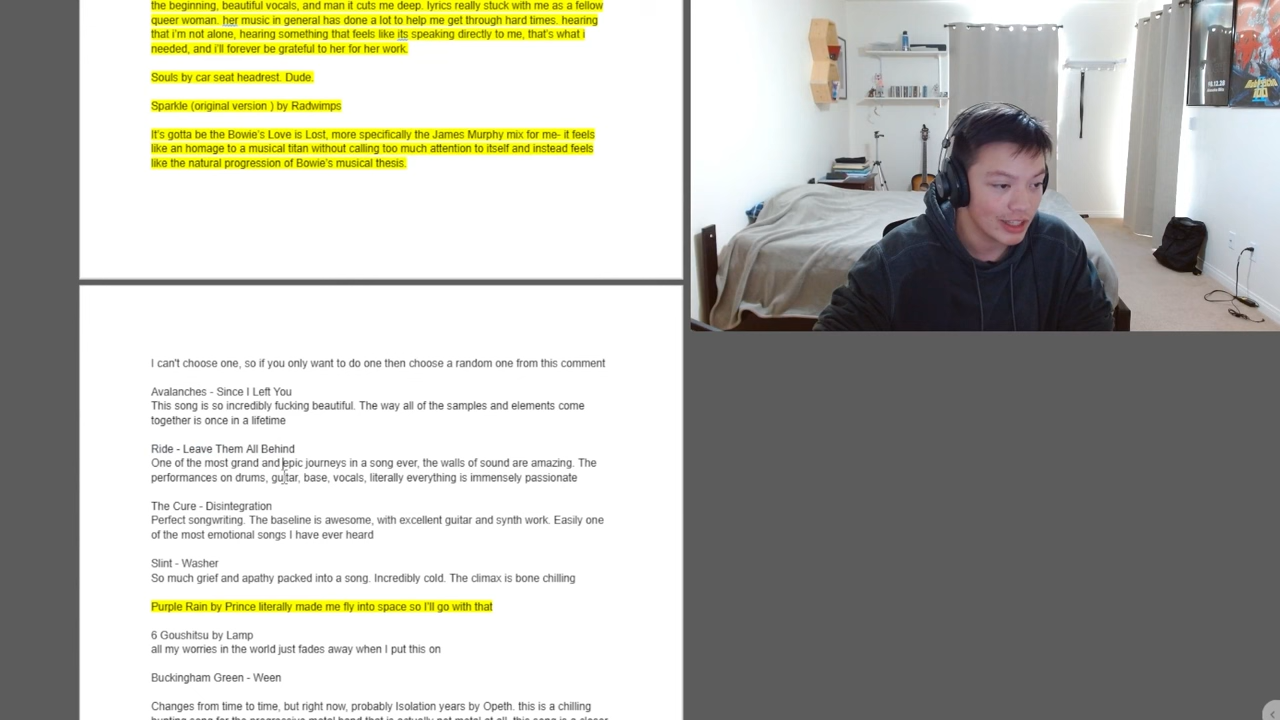 the beginning, beautiful vocals, and man it cuts me deep. lyrics really stuck with me as a fellow
queer woman. her music in general has done a lot to help me get through hard times. hearing
that i'm not alone, hearing something that feels like its speaking directly to me, that's what i
needed, and i'll forever be grateful to her for her work.
Souls by car seat headrest. Dude.
Sparkle (original version ) by Radwimps
It's gotta be the Bowie's Love is Lost, more specifically the James Murphy mix for me- it feels
like an homage to a musical titan without calling too much attention to itself and instead feels
like the natural progression of Bowie's musical thesis.
I can't choose one, so if you only want to do one then choose a random one from this comment
Avalanches - Since I Left You
This song is so incredibly fucking beautiful. The way all of the samples and elements come
together is once in a lifetime
Ride - Leave Them All Behind
One of the most grand and epic journeys in a song ever, the walls of sound are amazing. The
performances on drums, guitar, base, vocals, literally everything is immensely passionate
The Cure - Disintegration
Perfect songwriting. The baseline is awesome, with excellent guitar and synth work. Easily one
of the most emotional songs I have ever heard
Slint - Washer
So much grief and apathy packed into a song. Incredibly cold. The climax is bone chilling
Purple Rain by Prince literally made me fly into space so I'll go with that
6 Goushitsu by Lamp
all my worries in the world just fades away when I put this on
Buckingham Green - Ween
Changes from time to time, but right now, probably Isolation years by Opeth. this is a chilling